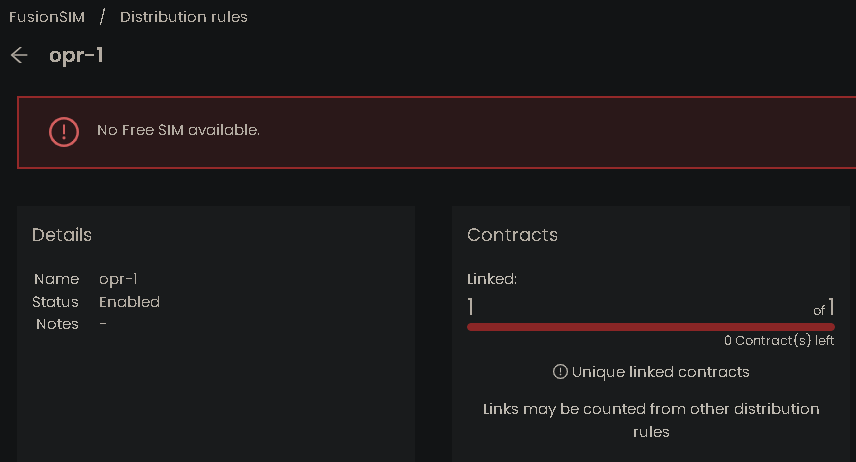 FusionSIM / Distribution rules
← opr-1
No Free SIM available.
Details
Name opr-1
Status Enabled
Notes -
Contracts
Linked:
1 of 1
0 Contract(s) left
Unique linked contracts
Links may be counted from other distribution
rules